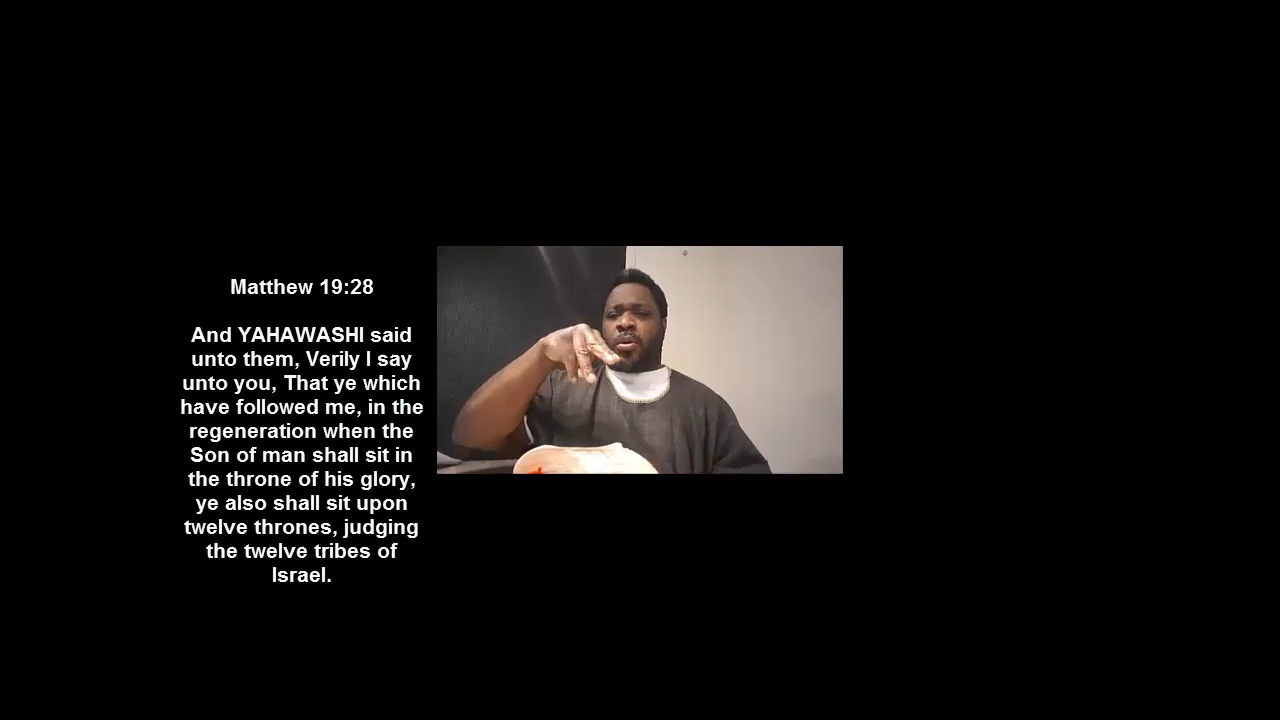 Matthew 19:28
And YAHAWASHI said
unto them, Verily I say
unto you, That ye which
have followed me, in the
regeneration when the
Son of man shall sit in
the throne of his glory,
ye also shall sit upon
twelve thrones, judging
the twelve tribes of
Israel.